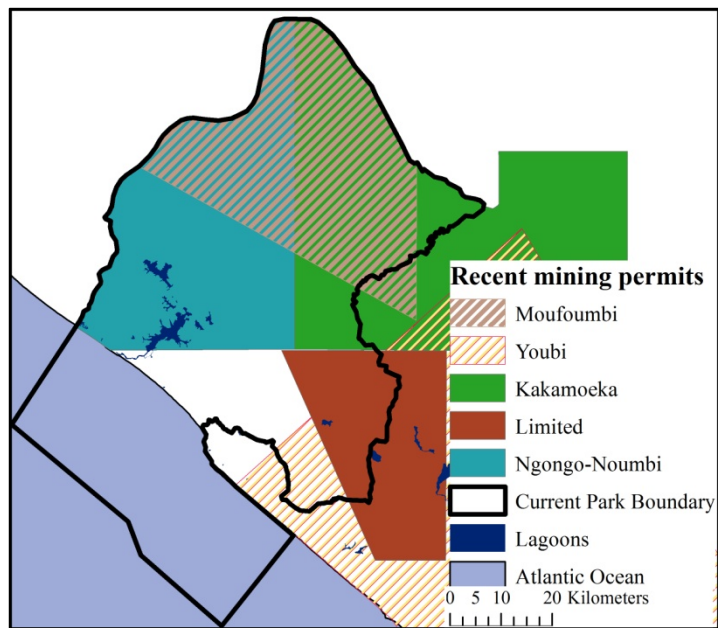 Recent mining permits
Moufoumbi
Youbi
Kakamoeka
Limited
Ngongo-Noumbi
Current Park Boundary
Lagoons
Atlantic Ocean
0 5 10 20 Kilometers